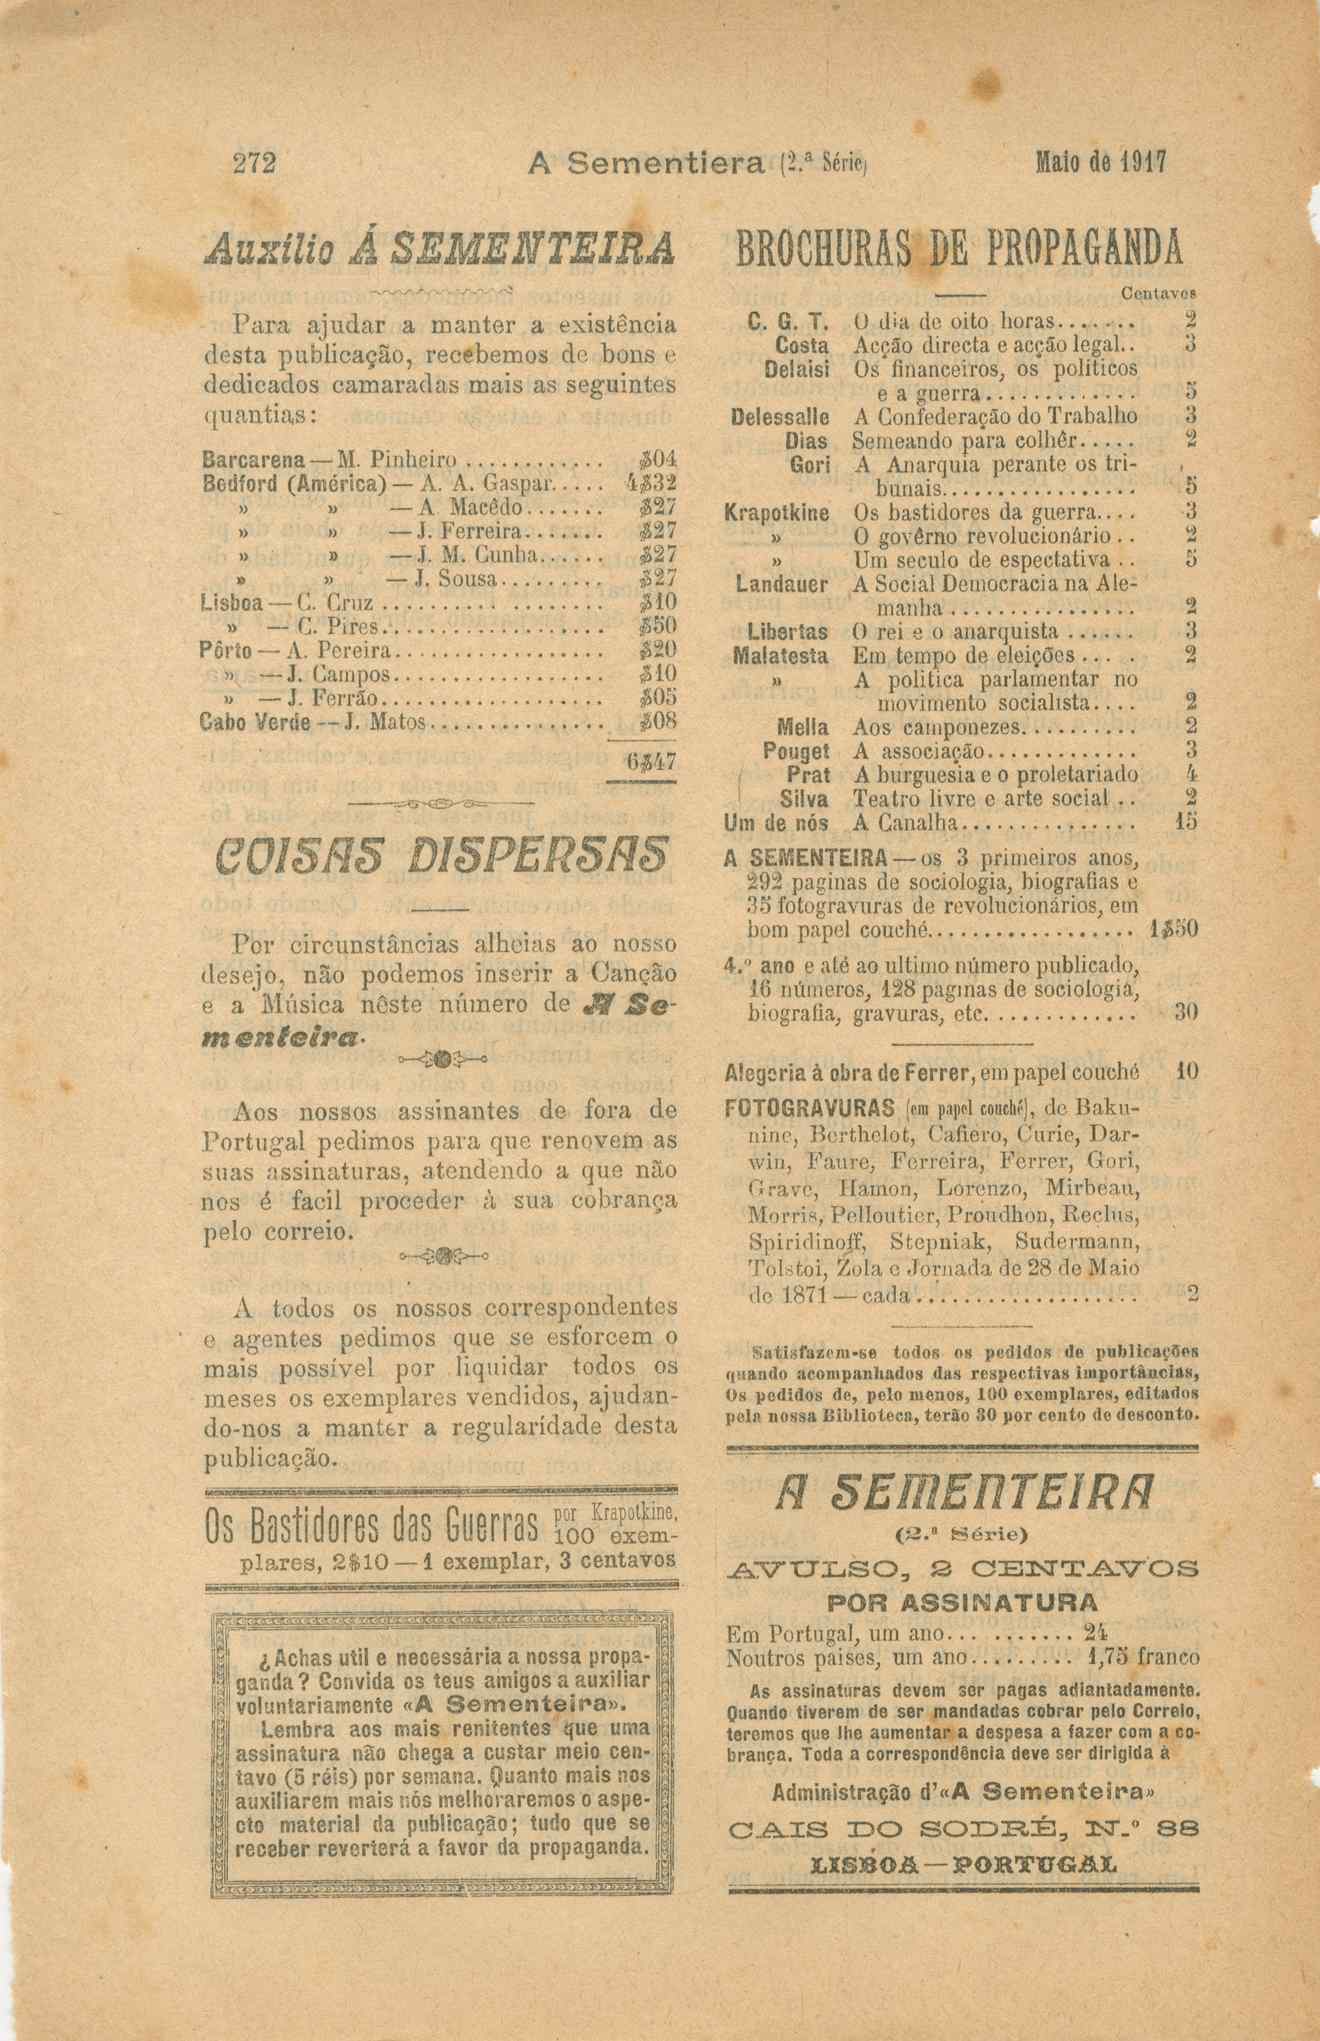 272
A Sementiera (2.ª Série)
Maio de 1917
Auxílio Á SEMENTEIRA
Para ajudar a manter a existência
desta publicação, recebemos de bons e
dedicados camaradas mais as seguintes
quantias:
Barcarena — M. Pinheiro ............ $04
Bedford (América) — A. A. Gaspar..... 4$32
» » — A Macêdo....... $27
» » — J. Ferreira....... $27
» » — J. M. Cunha...... $27
» » — J. Sousa......... $27
Lisboa — C. Cruz .................... $10
» — C. Pires.................... $50
Pôrto — A. Pereira................... $20
» — J. Campos................... $10
» — J. Ferrão.................... $05
Cabo Verde — J. Matos............... $08
6$47
COISAS DISPERSAS
Por circunstâncias alheias ao nosso
desejo, não podemos inserir a Canção
e a Música nêste número de A Se-
menteira.
Aos nossos assinantes de fora de
Portugal pedimos para que renovem as
suas assinaturas, atendendo a que não
nos é facil proceder à sua cobrança
pelo correio.
A todos os nossos correspondentes
e agentes pedimos que se esforcem o
mais possível por liquidar todos os
meses os exemplares vendidos, ajudan-
do-nos a manter a regularídade desta
publicação.
Os Bastidores das Guerras por Krapotkine,
100 exem-
plares, 2$10 — 1 exemplar, 3 centavos
¿Achas util e necessária a nossa propa-
ganda? Convida os teus amigos a auxiliar
voluntariamente «A Sementeira».
Lembra aos mais renitentes que uma
assinatura não chega a custar meio cen-
tavo (5 réis) por semana. Quanto mais nos
auxiliarem mais nós melhoraremos o aspe-
cto material da publicação; tudo que se
receber reverterá a favor da propaganda.
BROCHURAS DE PROPAGANDA
Centavos
C. G. T. O dia de oito horas....... 2
Costa Acção directa e acção legal.. 3
Delaisi Os financeiros, os politicos
e a guerra............. 5
Delessalle A Confederação do Trabalho 3
Dias Semeando para colhêr..... 2
Gori A Anarquia perante os tri-
bunais................. 5
Krapotkine Os bastidores da guerra.... 3
» O govêrno revolucionário .. 2
» Um seculo de espectativa .. 5
Landauer A Social Democracia na Ale-
manha ................ 2
Libertas O rei e o anarquista ...... 3
Malatesta Em tempo de eleições ... . 2
» A politica parlamentar no
movimento socialista.... 2
Mella Aos camponezes.......... 2
Pouget A associação............. 3
Prat A burguesia e o proletariado 4
Silva Teatro livre e arte social .. 2
Um de nós A Canalha............... 15
A SEMENTEIRA — os 3 primeiros anos,
292 paginas de sociologia, biografias e
35 fotogravuras de revolucionários, em
bom papel couché................. 1$50
4.º ano e até ao ultimo número publicado,
16 números, 128 paginas de sociologia,
biografia, gravuras, etc. ............ 30
Alegoria à obra de Ferrer, em papel couché 10
FOTOGRAVURAS (em papel couché), de Baku-
nine, Berthelot, Cafiero, Curie, Dar-
win, Faure, Ferreira, Ferrer, Gori,
Grave, Hamon, Lorenzo, Mirbeau,
Morris, Pelloutier, Proudhon, Reclus,
Spiridinoff, Stepniak, Sudermann,
Tolstoi, Zola e Jornada de 28 de Maio
de 1871 — cada.................... 2
Satisfazem-se todos os pedidos de publicações
quando acompanhados das respectivas importâncias,
Os pedidos de, pelo menos, 100 exemplares, editados
pela nossa Biblioteca, terão 30 por cento de desconto.
A SEMENTEIRA
(2.ª Série)
AVULSO, 2 CENTAVOS
POR ASSINATURA
Em Portugal, um ano... ........ 24
Noutros paises, um ano......... 1,75 franco
As assinaturas devem ser pagas adiantadamente.
Quando tiverem de ser mandadas cobrar pelo Correio,
teremos que lhe aumentar a despesa a fazer com a co-
brança. Toda a correspondência deve ser dirigida à
Administração d'«A Sementeira»
CAIS DO SODRÉ, N.º 88
LISBOA — PORTUGAL